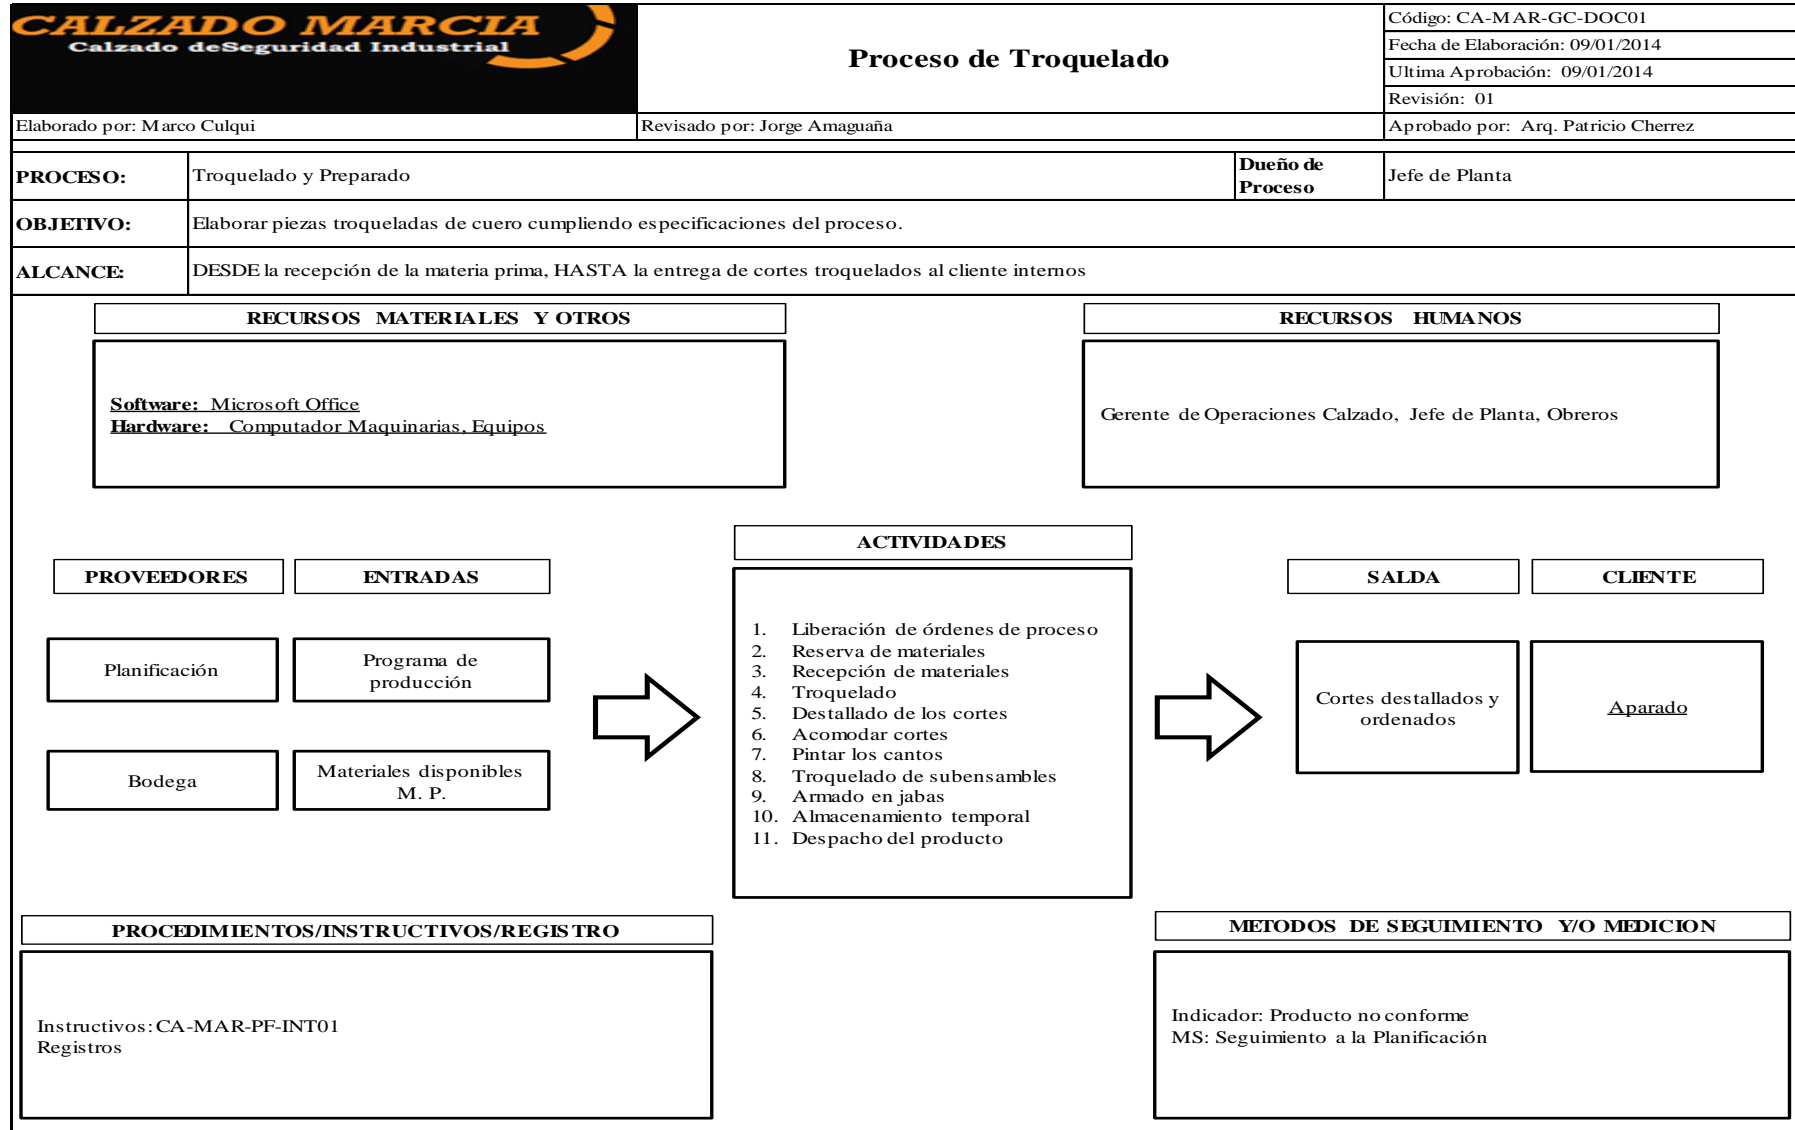 CALZADO MARCIA
Calzado deSeguridad Industrial
Proceso de Troquelado
Código: CA-MAR-GC-DOC01
Fecha de Elaboración: 09/01/2014
Ultima Aprobación: 09/01/2014
Revisión: 01
Elaborado por: Marco Culqui
Revisado por: Jorge Amaguaña
Aprobado por: Arq. Patricio Cherrez
PROCESO:
Troquelado y Preparado
Dueño de
Proceso
Jefe de Planta
OBJETIVO:
Elaborar piezas troqueladas de cuero cumpliendo especificaciones del proceso.
ALCANCE:
DESDE la recepción de la materia prima, HASTA la entrega de cortes troquelados al cliente internos
RECURSOS MATERIALES Y OTROS
Software: Microsoft Office
Hardware: Computador Maquinarias, Equipos
RECURSOS HUMANOS
Gerente de Operaciones Calzado, Jefe de Planta, Obreros
PROVEEDORES
ENTRADAS
Planificación
Programa de
producción
Bodega
Materiales disponibles
M. P.
ACTIVIDADES
1. Liberación de órdenes de proceso
2. Reserva de materiales
3. Recepción de materiales
4. Troquelado
5. Destallado de los cortes
6. Acomodar cortes
7. Pintar los cantos
8. Troquelado de subensambles
9. Armado en jabas
10. Almacenamiento temporal
11. Despacho del producto
SALDA
CLIENTE
Cortes destallados y
ordenados
Aparado
PROCEDIMIENTOS/INSTRUCTIVOS/REGISTRO
Instructivos: CA-MAR-PF-INT01
Registros
METODOS DE SEGUIMIENTO Y/O MEDICION
Indicador: Producto no conforme
MS: Seguimiento a la Planificación